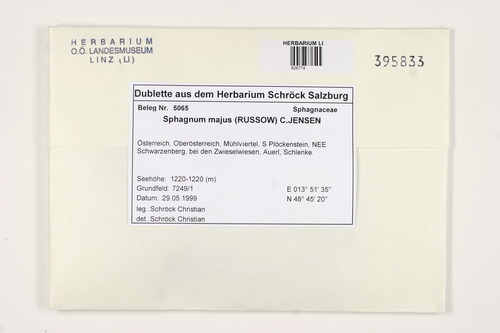 HERBARIUM
O.Ö. LANDESMUSEUM
LINZ (LI)
HERBARIUM LI
626774
395833
Dublette aus dem Herbarium Schröck Salzburg
Beleg Nr. 5065 Sphagnaceae
Sphagnum majus (RUSSOW) C.JENSEN
Österreich, Oberösterreich, Mühlviertel, S Plöckenstein, NEE
Schwarzenberg, bei den Zwieselwiesen, Auerl, Schlenke.
Seehöhe: 1220-1220 (m)
Grundfeld: 7249/1 E 013° 51' 35"
Datum: 29.05.1999 N 48° 45' 20"
leg. Schröck Christian
det. Schröck Christian